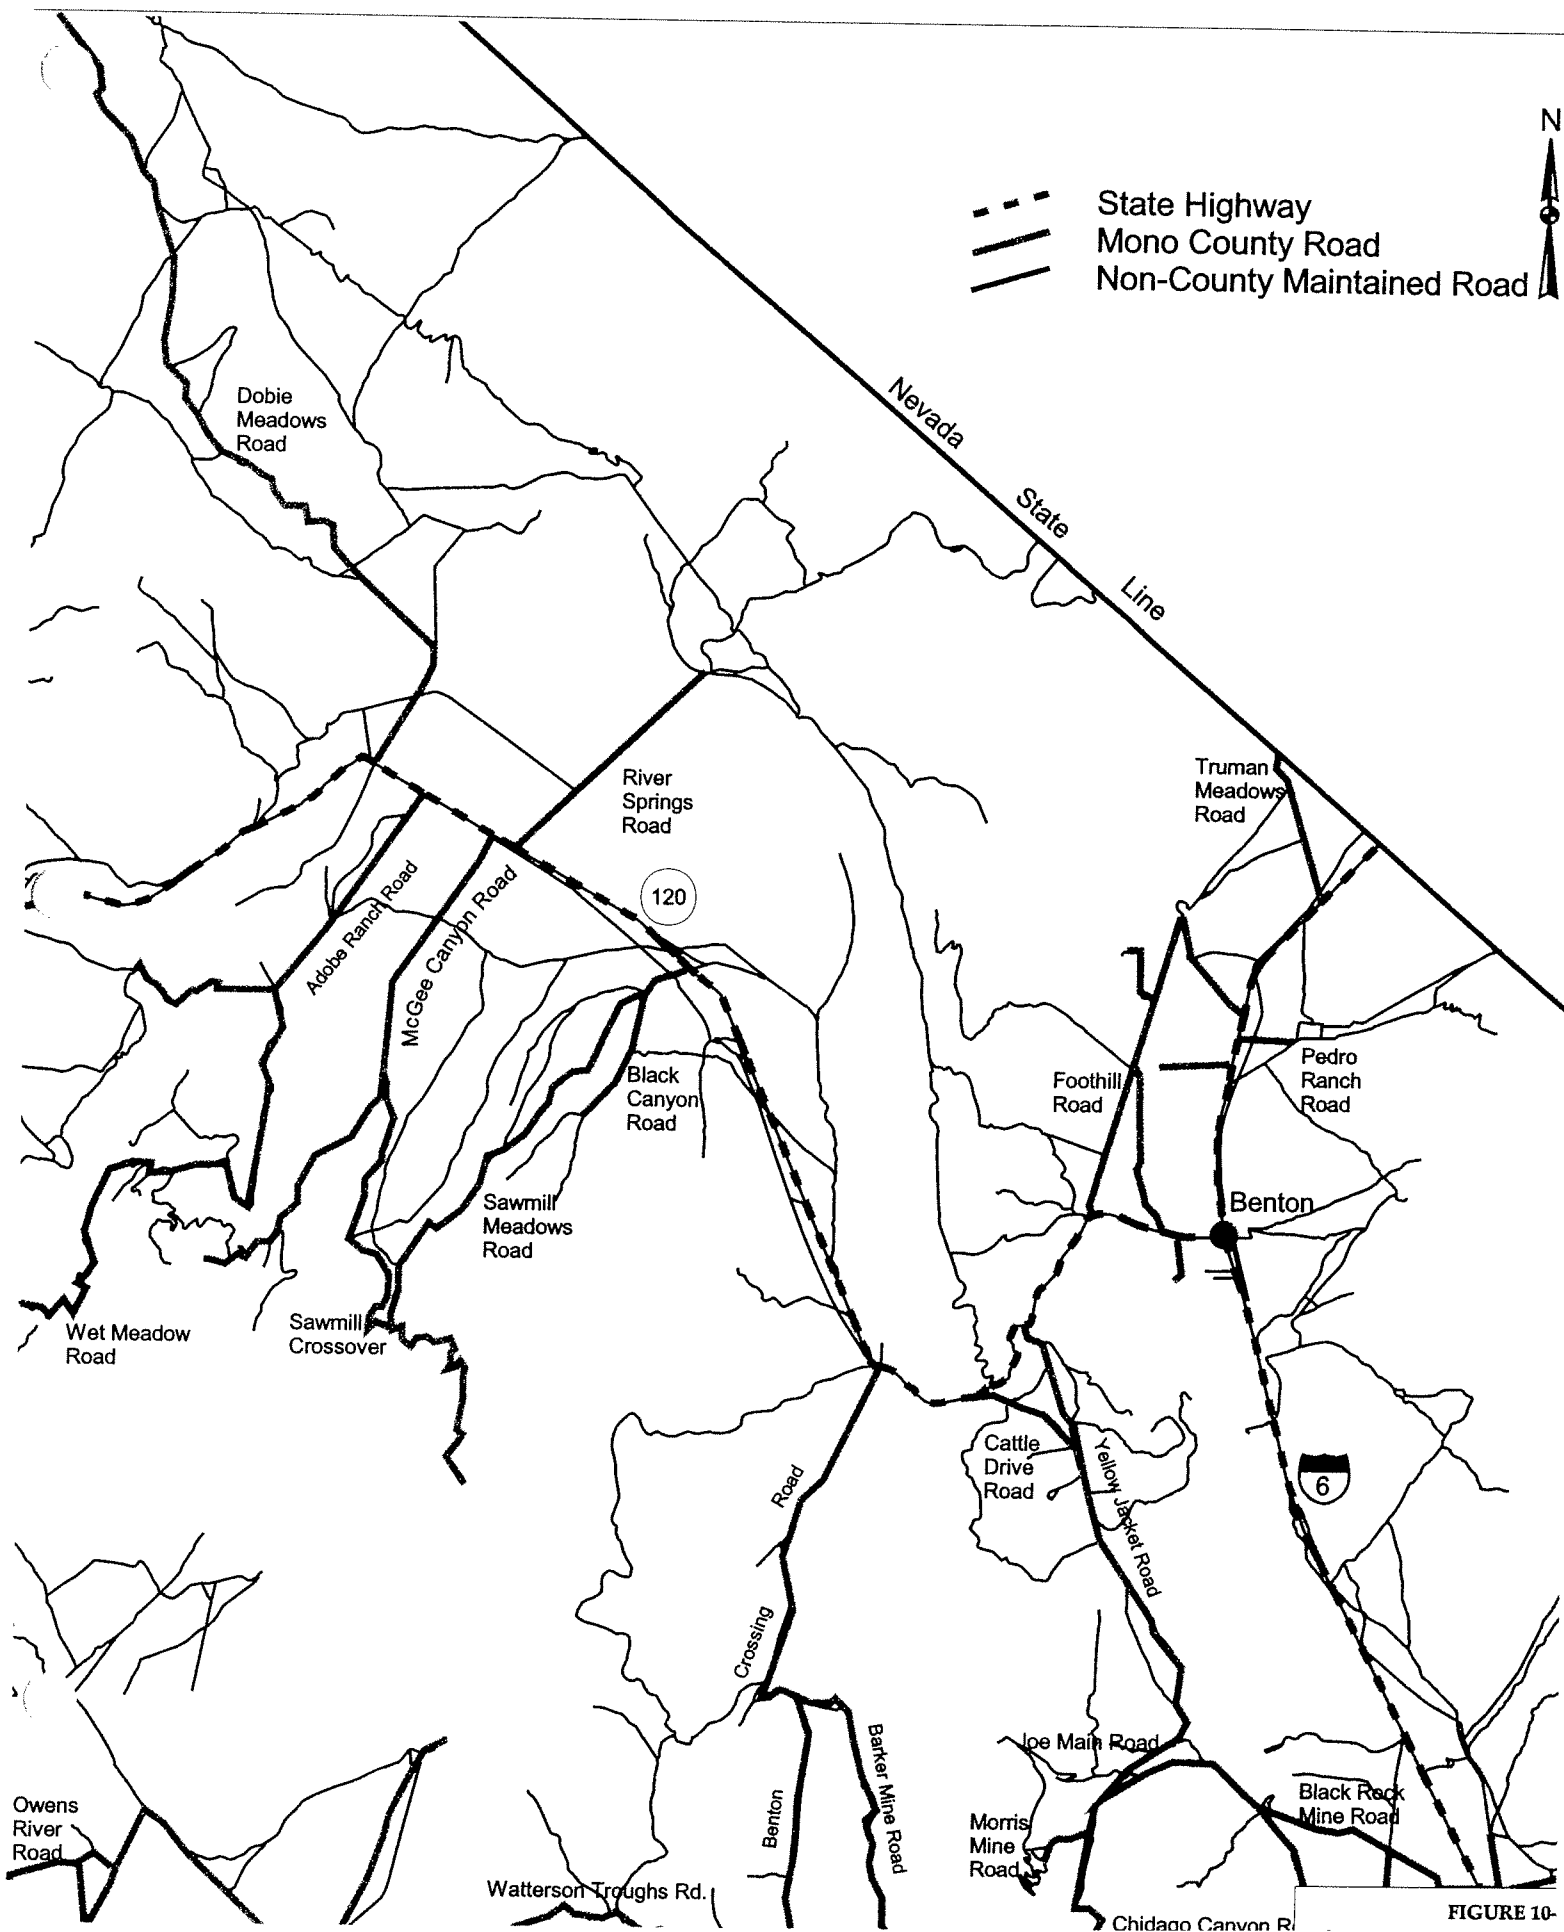 N
State Highway
Mono County Road
Non-County Maintained Road
Nevada
State
Line
Dobie
Meadows
Road
River
Springs
Road
Truman
Meadows
Road
120
Adobe Ranch Road
McGee Canyon Road
Black
Canyon
Road
Foothill
Road
Pedro
Ranch
Road
Benton
Sawmill
Meadows
Road
Sawmill
Crossover
Wet Meadow
Road
Cattle
Drive
Road
Yellow Jacket Road
6
Road
Crossing
Benton
Barker Mine Road
Joe Main Road
Black Rock
Mine Road
Morris
Mine
Road
Owens
River
Road
Watterson Troughs Rd.
Chidago Canyon R
FIGURE 10-